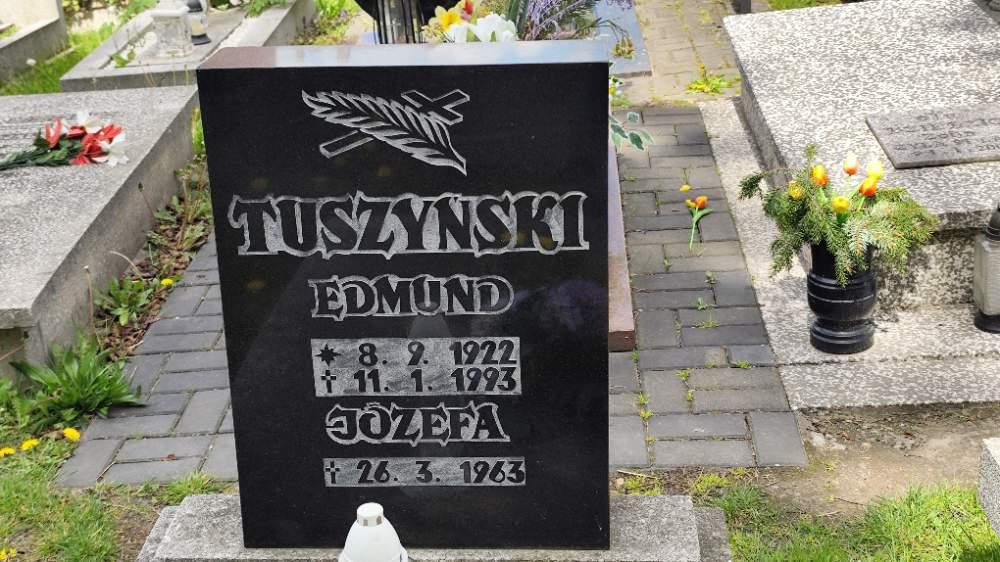 TUSZYNSKI
EDMUND
* 8. 9. 1922
† 11. 1. 1993
JÓZEFA
† 26. 3. 1963